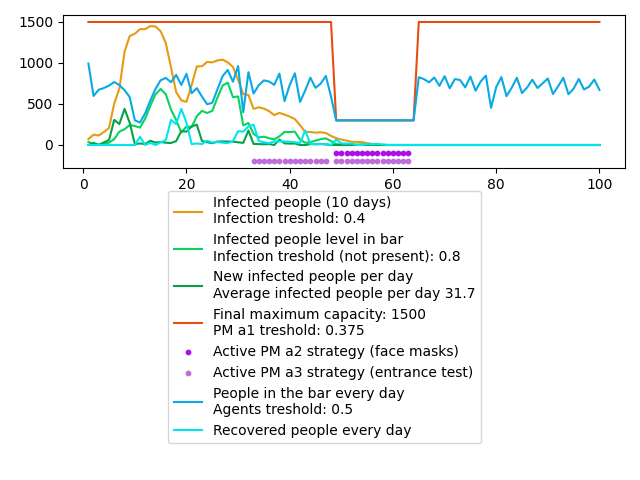 1500
1000
500
0
0 20 40 60 80 100
Infected people (10 days)
Infection treshold: 0.4
Infected people level in bar
Infection treshold (not present): 0.8
New infected people per day
Average infected people per day 31.7
Final maximum capacity: 1500
PM a1 treshold: 0.375
Active PM a2 strategy (face masks)
Active PM a3 strategy (entrance test)
People in the bar every day
Agents treshold: 0.5
Recovered people every day